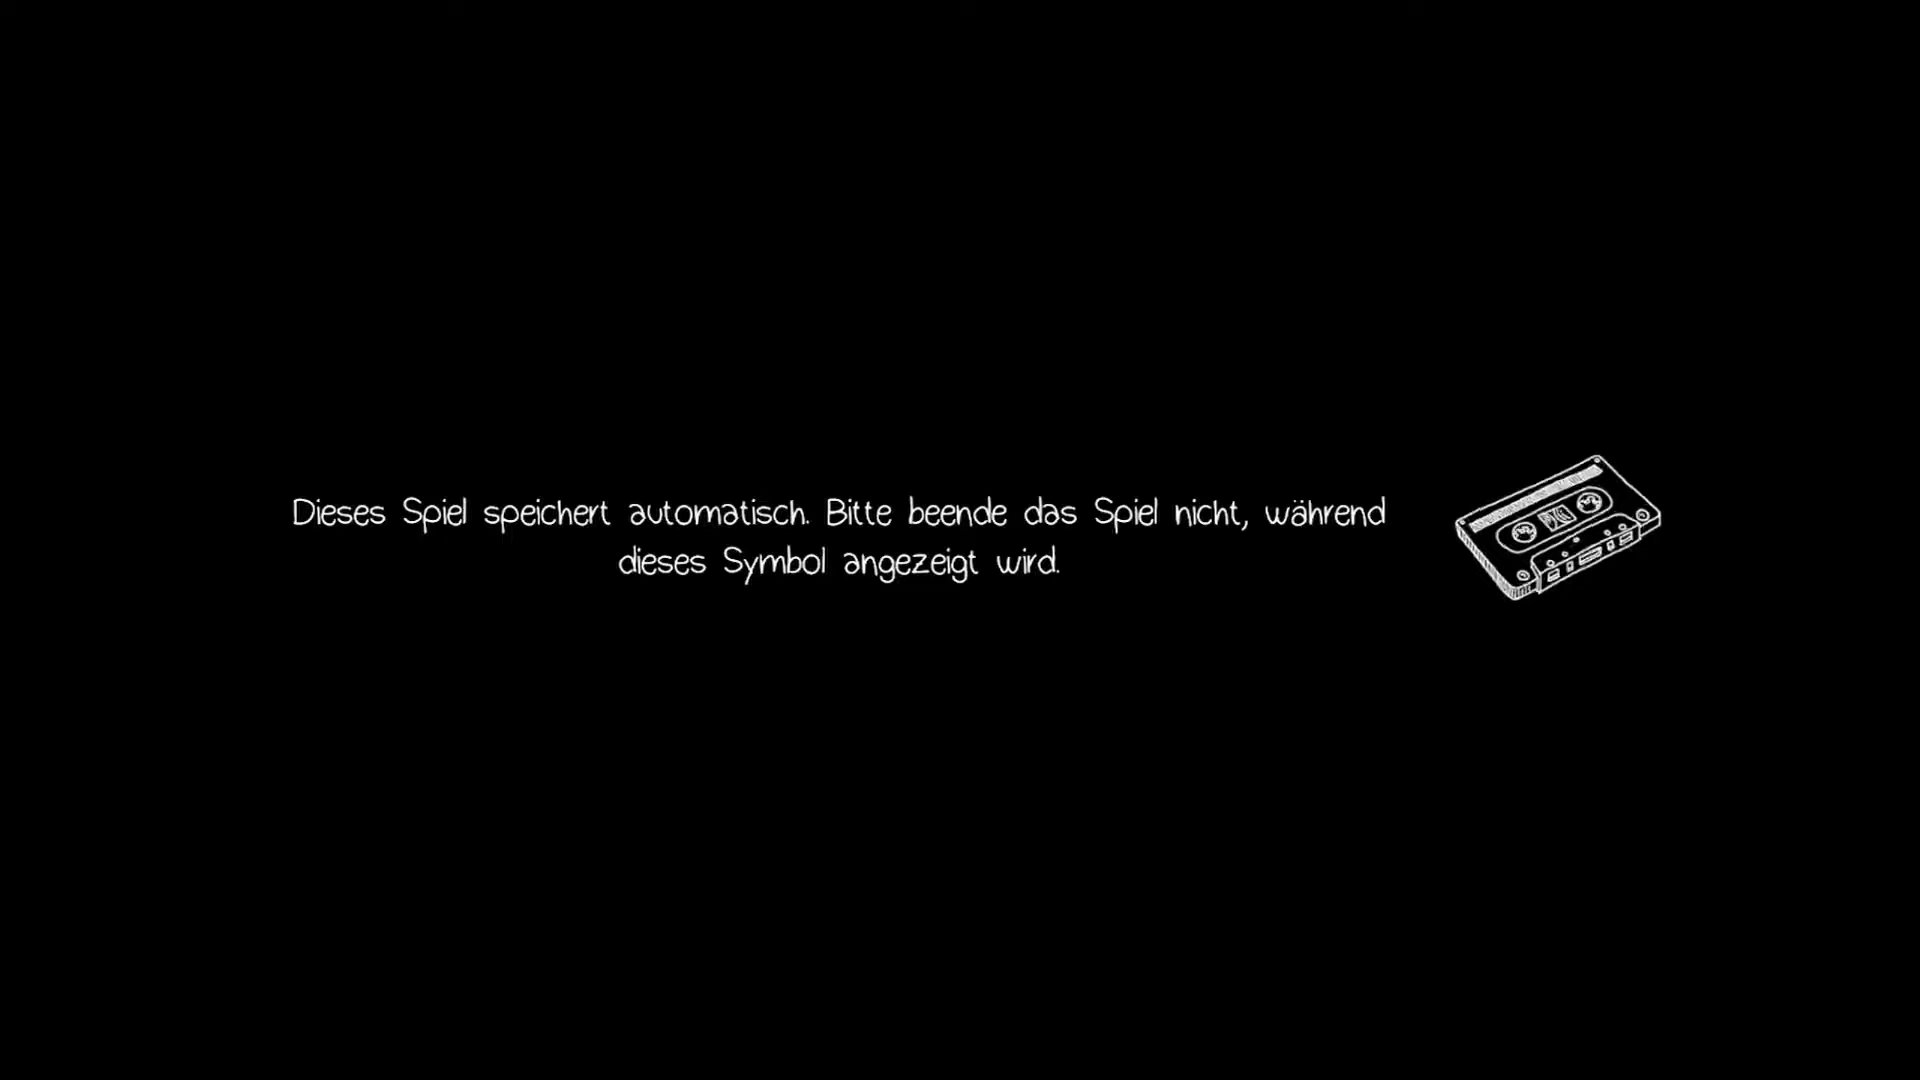 Dieses Spiel speichert automatisch. Bitte beende das Spiel nicht, während
dieses Symbol angezeigt wird.